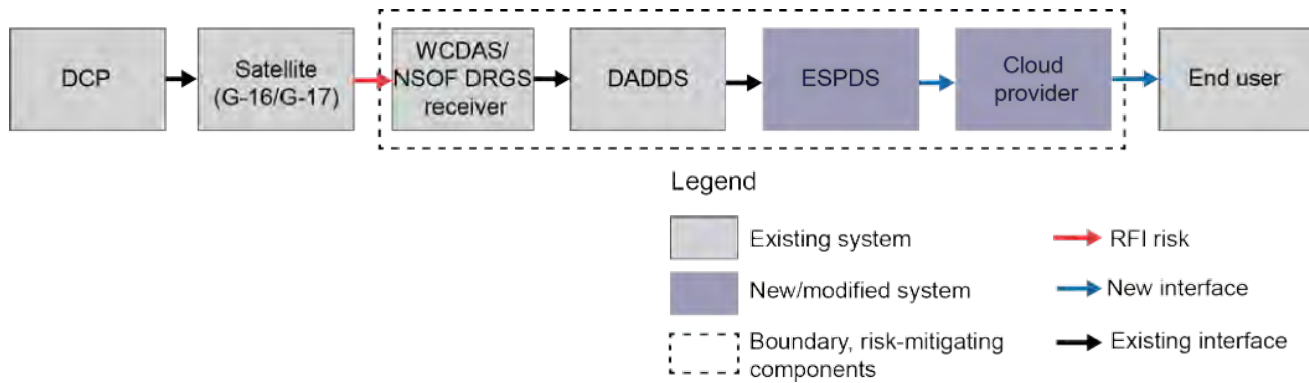 DCP
Satellite
(G-16/G-17)
WCDAS/
NSOF DRGS
receiver
DADDS
ESPDS
Cloud
provider
End user
Legend
Existing system
RFI risk
New/modified system
New interface
Boundary, risk-mitigating
components
Existing interface